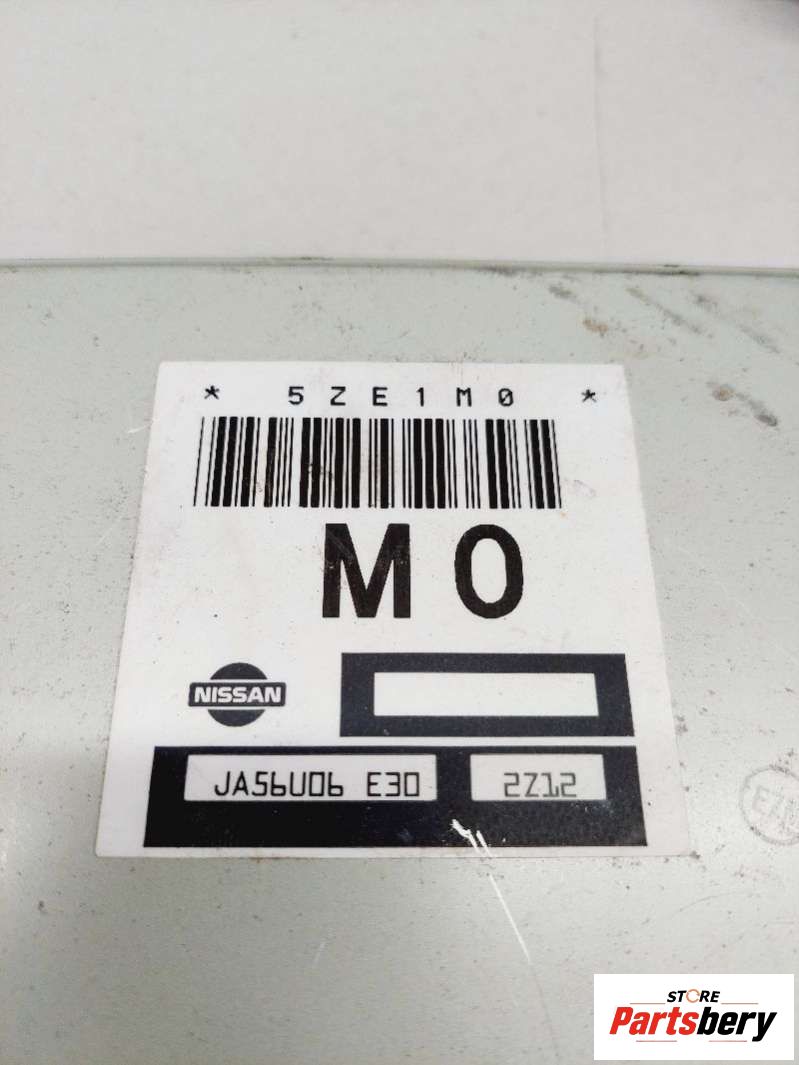 * 5ZE1M0 *
M0
NISSAN
JA56U06 E30 2Z12
STORE
Partsbery